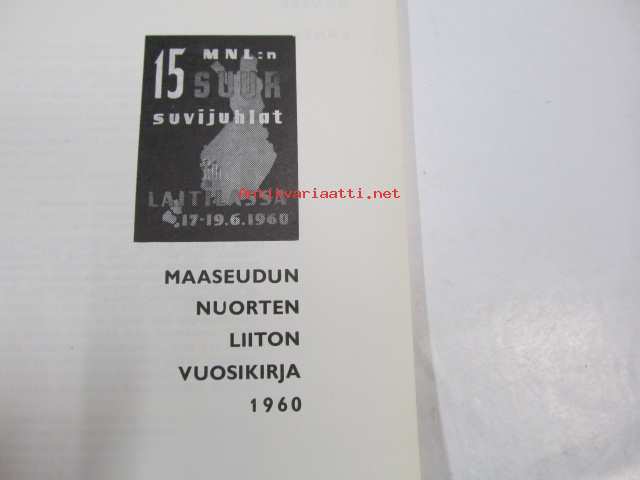 15 MNL:n
SUUR
suvijuhlat
LAITILASSA
17-19.6.1960
antikvariaatti.net
MAASEUDUN
NUORTEN
LIITON
VUOSIKIRJA
1960